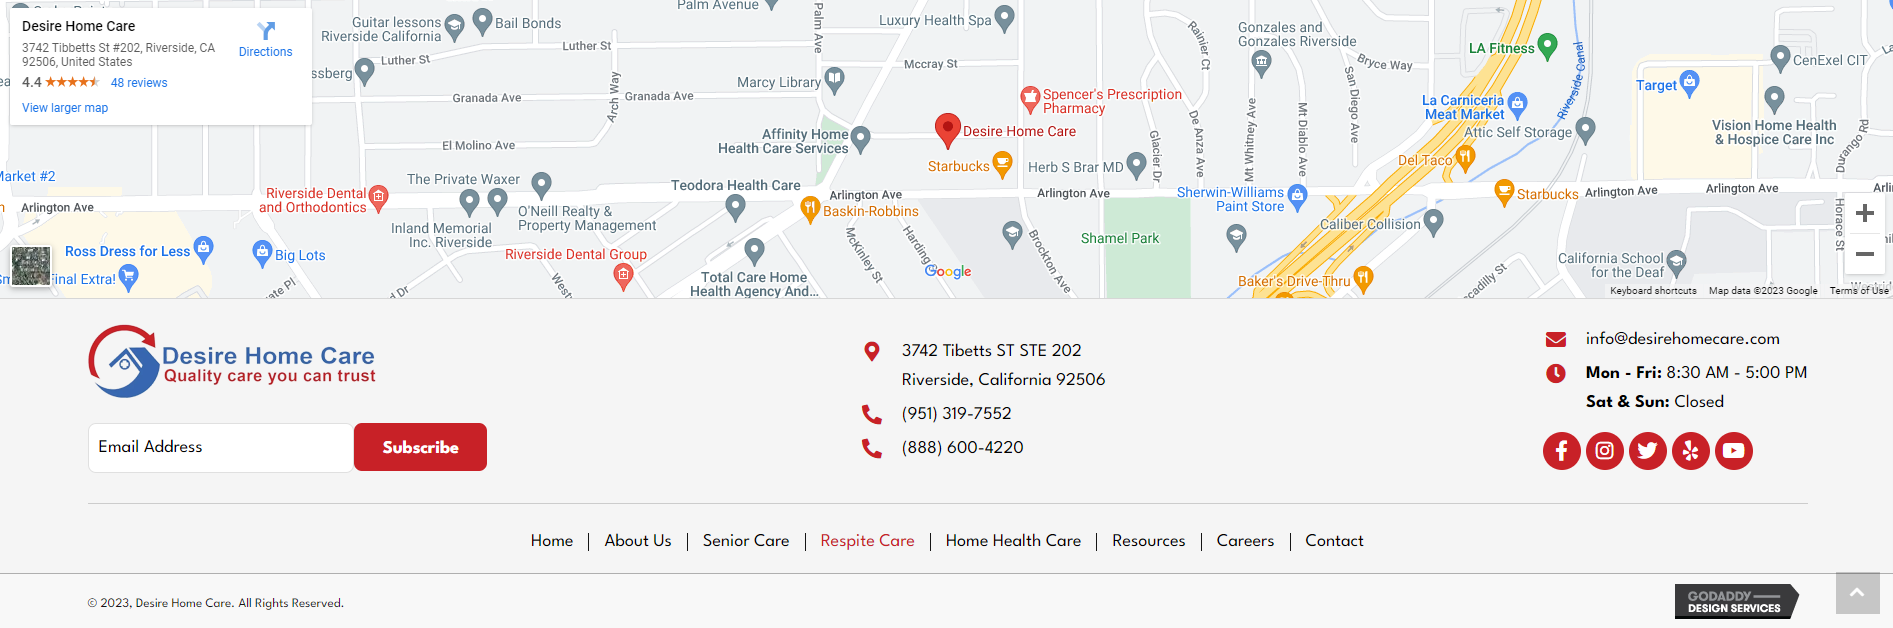 Desire Home Care
3742 Tibbetts St #202, Riverside, CA
92506, United States
4.4
48 reviews
View larger map
Directions
Guitar lessons
Riverside California
Bail Bonds
Palm Avenue
Palm Ave
Luxury Health Spa
Luther St
Luther St
Mccray St
Marcy Library
Granada Ave
Granada Ave
Arch Way
El Molino Ave
Affinity Home
Health Care Services
Spencer's Prescription
Pharmacy
Desire Home Care
Starbucks
Herb S Brar MD
Glacier Dr
De Anza Ave
Rainier Ct
Gonzales and
Gonzales Riverside
Mt Whitney Ave
Mt Diablo Ave
San Diego Ave
Bryce Way
LA Fitness
Riverside Canal
La Carniceria
Meat Market
Attic Self Storage
Del Taco
Target
CenExel CIT
Vision Home Health
& Hospice Care Inc
Durango Rd
Market #2
Arlington Ave
Riverside Dental
and Orthodontics
The Private Waxer
Inland Memorial
Inc. Riverside
O'Neill Realty &
Property Management
Teodora Health Care
Arlington Ave
Baskin-Robbins
Arlington Ave
Sherwin-Williams
Paint Store
Starbucks
Arlington Ave
Arlington Ave
Horace St
Caliber Collision
Ross Dress for Less
Big Lots
Final Extra!
Riverside Dental Group
Total Care Home
Health Agency And...
McKinley St
Harding
Google
Brockton Ave
Shamel Park
Baker's Drive-Thru
California School
for the Deaf
Keyboard shortcuts
Map data ©2023 Google
Terms of Use
Desire Home Care
Quality care you can trust
Email Address
Subscribe
3742 Tibetts ST STE 202
Riverside, California 92506
(951) 319-7552
(888) 600-4220
info@desirehomecare.com
Mon - Fri: 8:30 AM - 5:00 PM
Sat & Sun: Closed
Home
About Us
Senior Care
Respite Care
Home Health Care
Resources
Careers
Contact
© 2023, Desire Home Care. All Rights Reserved.
GODADDY
DESIGN SERVICES